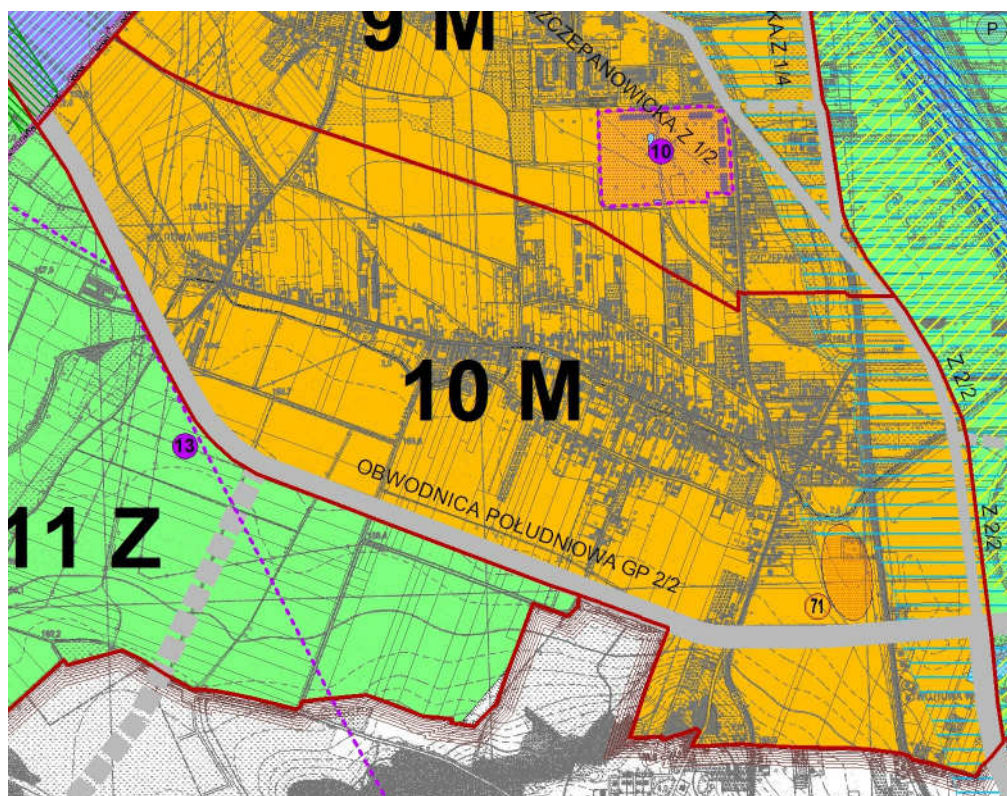 9 M
SZCZEPANOWICKA Z 1/2
KA Z 1/4
P
10
10 M
Z 2/2
13
OBWODNICA POŁUDNIOWA GP 2/2
11 Z
Z 2/2
71